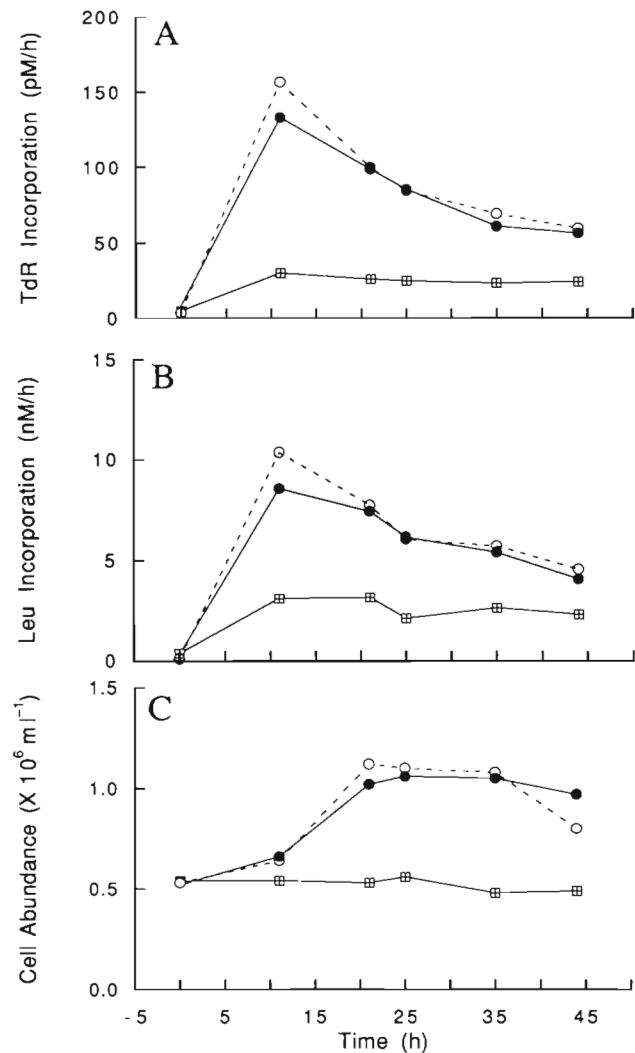 A
TdR Incorporation (pM/h)
200
150
100
50
0
B
Leu Incorporation (nM/h)
15
10
5
0
C
Cell Abundance (X 10⁶ ml⁻¹)
1.5
1.0
0.5
0.0
-5 5 15 25 35 45
Time (h)